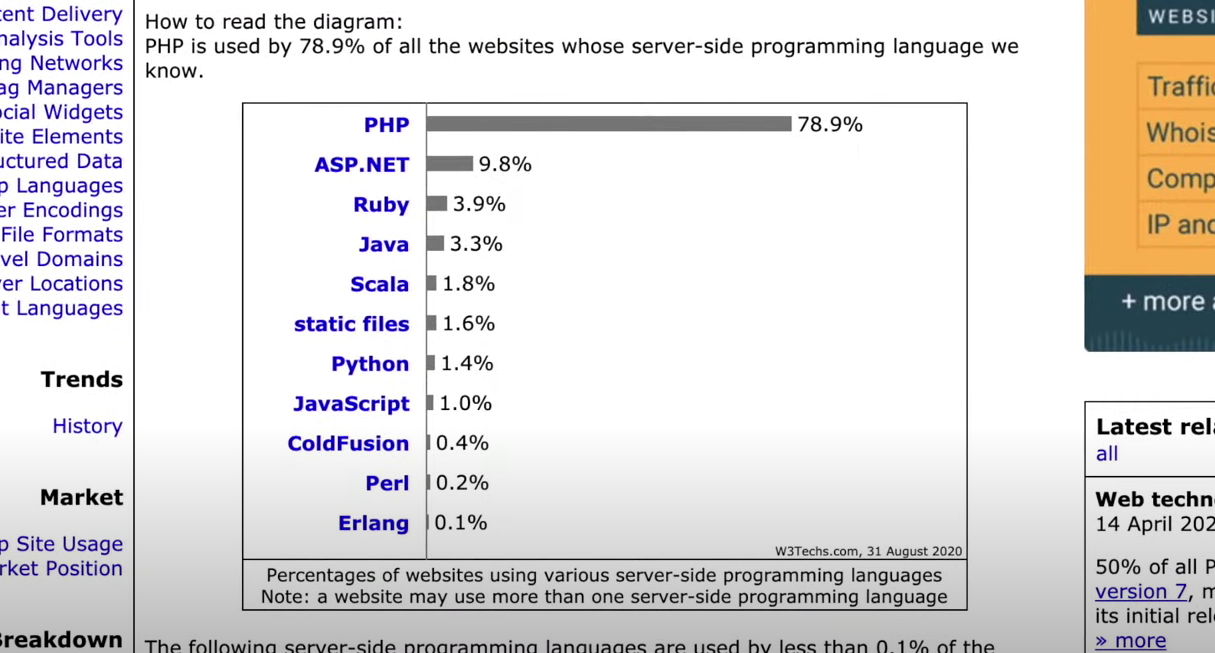 ent Delivery
nalysis Tools
ng Networks
ag Managers
ocial Widgets
ite Elements
uctured Data
p Languages
er Encodings
File Formats
vel Domains
er Locations
t Languages
Trends
History
Market
p Site Usage
rket Position
Breakdown
How to read the diagram:
PHP is used by 78.9% of all the websites whose server-side programming language we
know.
PHP 78.9%
ASP.NET 9.8%
Ruby 3.9%
Java 3.3%
Scala 1.8%
static files 1.6%
Python 1.4%
JavaScript 1.0%
ColdFusion 0.4%
Perl 0.2%
Erlang 0.1%
W3Techs.com, 31 August 2020
Percentages of websites using various server-side programming languages
Note: a website may use more than one server-side programming language
The following server-side programming languages are used by less than 0.1% of the
WEBSI
Traffic
Whois
Comp
IP and
+ more a
Latest rela
all
Web techn
14 April 202
50% of all P
version 7, m
its initial rele
» more